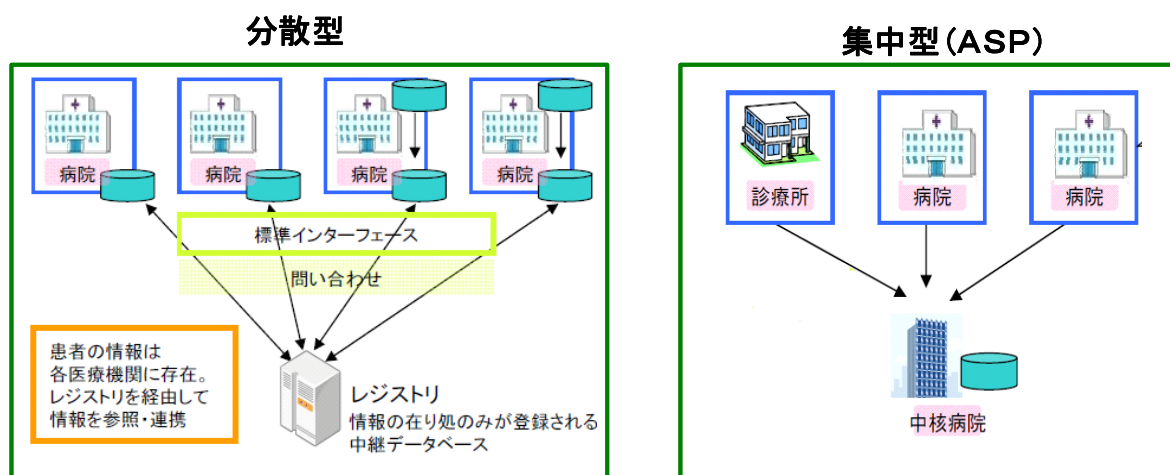 分散型
集中型(ASP)
病院
病院
病院
病院
標準インターフェース
問い合わせ
患者の情報は
各医療機関に存在。
レジストリを経由して
情報を参照・連携
レジストリ
情報の在り処のみが登録される
中継データベース
診療所
病院
病院
中核病院